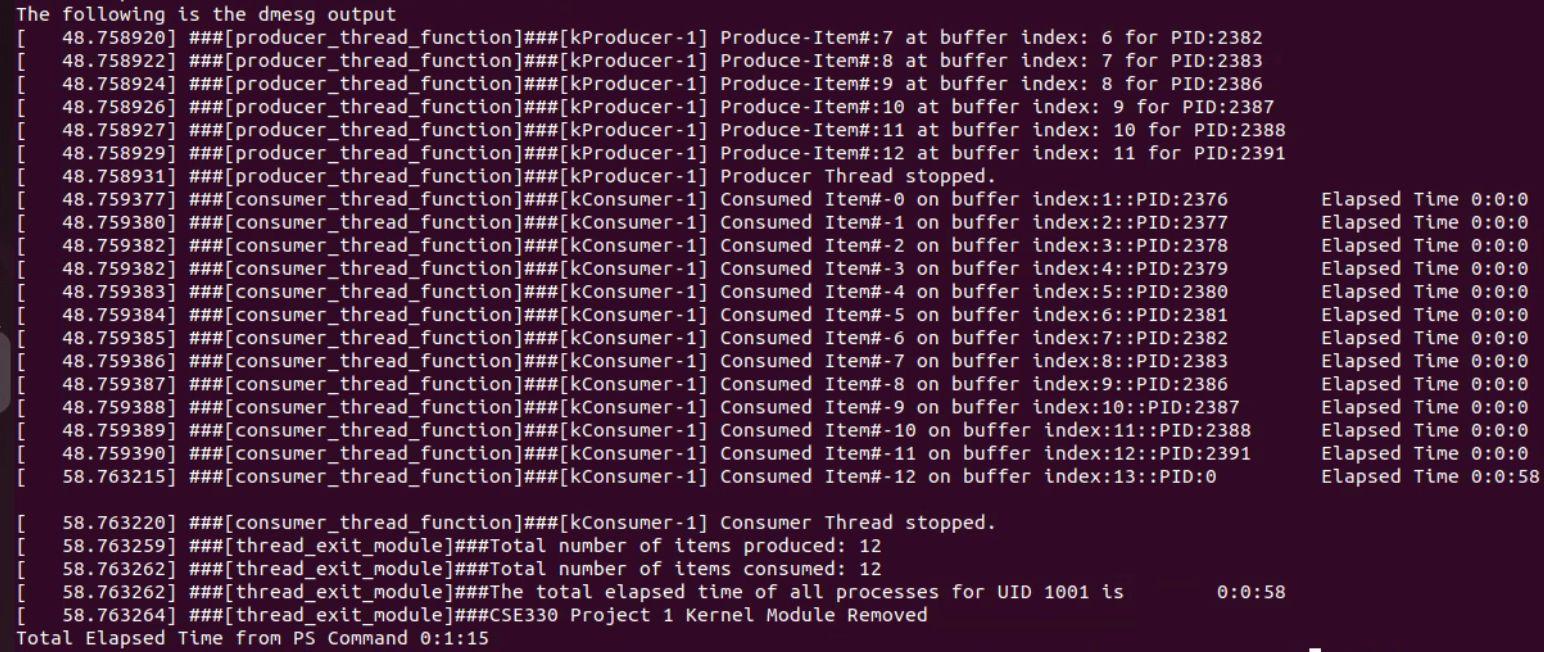 The following is the dmesg output
[   48.758920] ###[producer_thread_function]###[kProducer-1] Produce-Item#:7 at buffer index: 6 for PID:2382
[   48.758922] ###[producer_thread_function]###[kProducer-1] Produce-Item#:8 at buffer index: 7 for PID:2383
[   48.758924] ###[producer_thread_function]###[kProducer-1] Produce-Item#:9 at buffer index: 8 for PID:2386
[   48.758926] ###[producer_thread_function]###[kProducer-1] Produce-Item#:10 at buffer index: 9 for PID:2387
[   48.758927] ###[producer_thread_function]###[kProducer-1] Produce-Item#:11 at buffer index: 10 for PID:2388
[   48.758929] ###[producer_thread_function]###[kProducer-1] Produce-Item#:12 at buffer index: 11 for PID:2391
[   48.758931] ###[producer_thread_function]###[kProducer-1] Producer Thread stopped.
[   48.759377] ###[consumer_thread_function]###[kConsumer-1] Consumed Item#-0 on buffer index:1::PID:2376        Elapsed Time 0:0:0
[   48.759380] ###[consumer_thread_function]###[kConsumer-1] Consumed Item#-1 on buffer index:2::PID:2377        Elapsed Time 0:0:0
[   48.759382] ###[consumer_thread_function]###[kConsumer-1] Consumed Item#-2 on buffer index:3::PID:2378        Elapsed Time 0:0:0
[   48.759382] ###[consumer_thread_function]###[kConsumer-1] Consumed Item#-3 on buffer index:4::PID:2379        Elapsed Time 0:0:0
[   48.759383] ###[consumer_thread_function]###[kConsumer-1] Consumed Item#-4 on buffer index:5::PID:2380        Elapsed Time 0:0:0
[   48.759384] ###[consumer_thread_function]###[kConsumer-1] Consumed Item#-5 on buffer index:6::PID:2381        Elapsed Time 0:0:0
[   48.759385] ###[consumer_thread_function]###[kConsumer-1] Consumed Item#-6 on buffer index:7::PID:2382        Elapsed Time 0:0:0
[   48.759386] ###[consumer_thread_function]###[kConsumer-1] Consumed Item#-7 on buffer index:8::PID:2383        Elapsed Time 0:0:0
[   48.759387] ###[consumer_thread_function]###[kConsumer-1] Consumed Item#-8 on buffer index:9::PID:2386        Elapsed Time 0:0:0
[   48.759388] ###[consumer_thread_function]###[kConsumer-1] Consumed Item#-9 on buffer index:10::PID:2387       Elapsed Time 0:0:0
[   48.759389] ###[consumer_thread_function]###[kConsumer-1] Consumed Item#-10 on buffer index:11::PID:2388      Elapsed Time 0:0:0
[   48.759390] ###[consumer_thread_function]###[kConsumer-1] Consumed Item#-11 on buffer index:12::PID:2391      Elapsed Time 0:0:0
[   58.763215] ###[consumer_thread_function]###[kConsumer-1] Consumed Item#-12 on buffer index:13::PID:0         Elapsed Time 0:0:58
[   58.763220] ###[consumer_thread_function]###[kConsumer-1] Consumer Thread stopped.
[   58.763259] ###[thread_exit_module]###Total number of items produced: 12
[   58.763262] ###[thread_exit_module]###Total number of items consumed: 12
[   58.763262] ###[thread_exit_module]###The total elapsed time of all processes for UID 1001 is        0:0:58
[   58.763264] ###[thread_exit_module]###CSE330 Project 1 Kernel Module Removed
Total Elapsed Time from PS Command 0:1:15